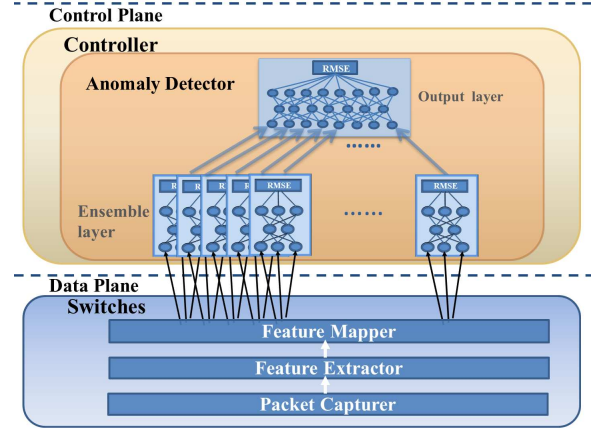 Control Plane
Controller
Anomaly Detector
RMSE
Output layer
......
R
R
R
R
RMSE
......
RMSE
Ensemble
layer
Data Plane
Switches
Feature Mapper
Feature Extractor
Packet Capturer